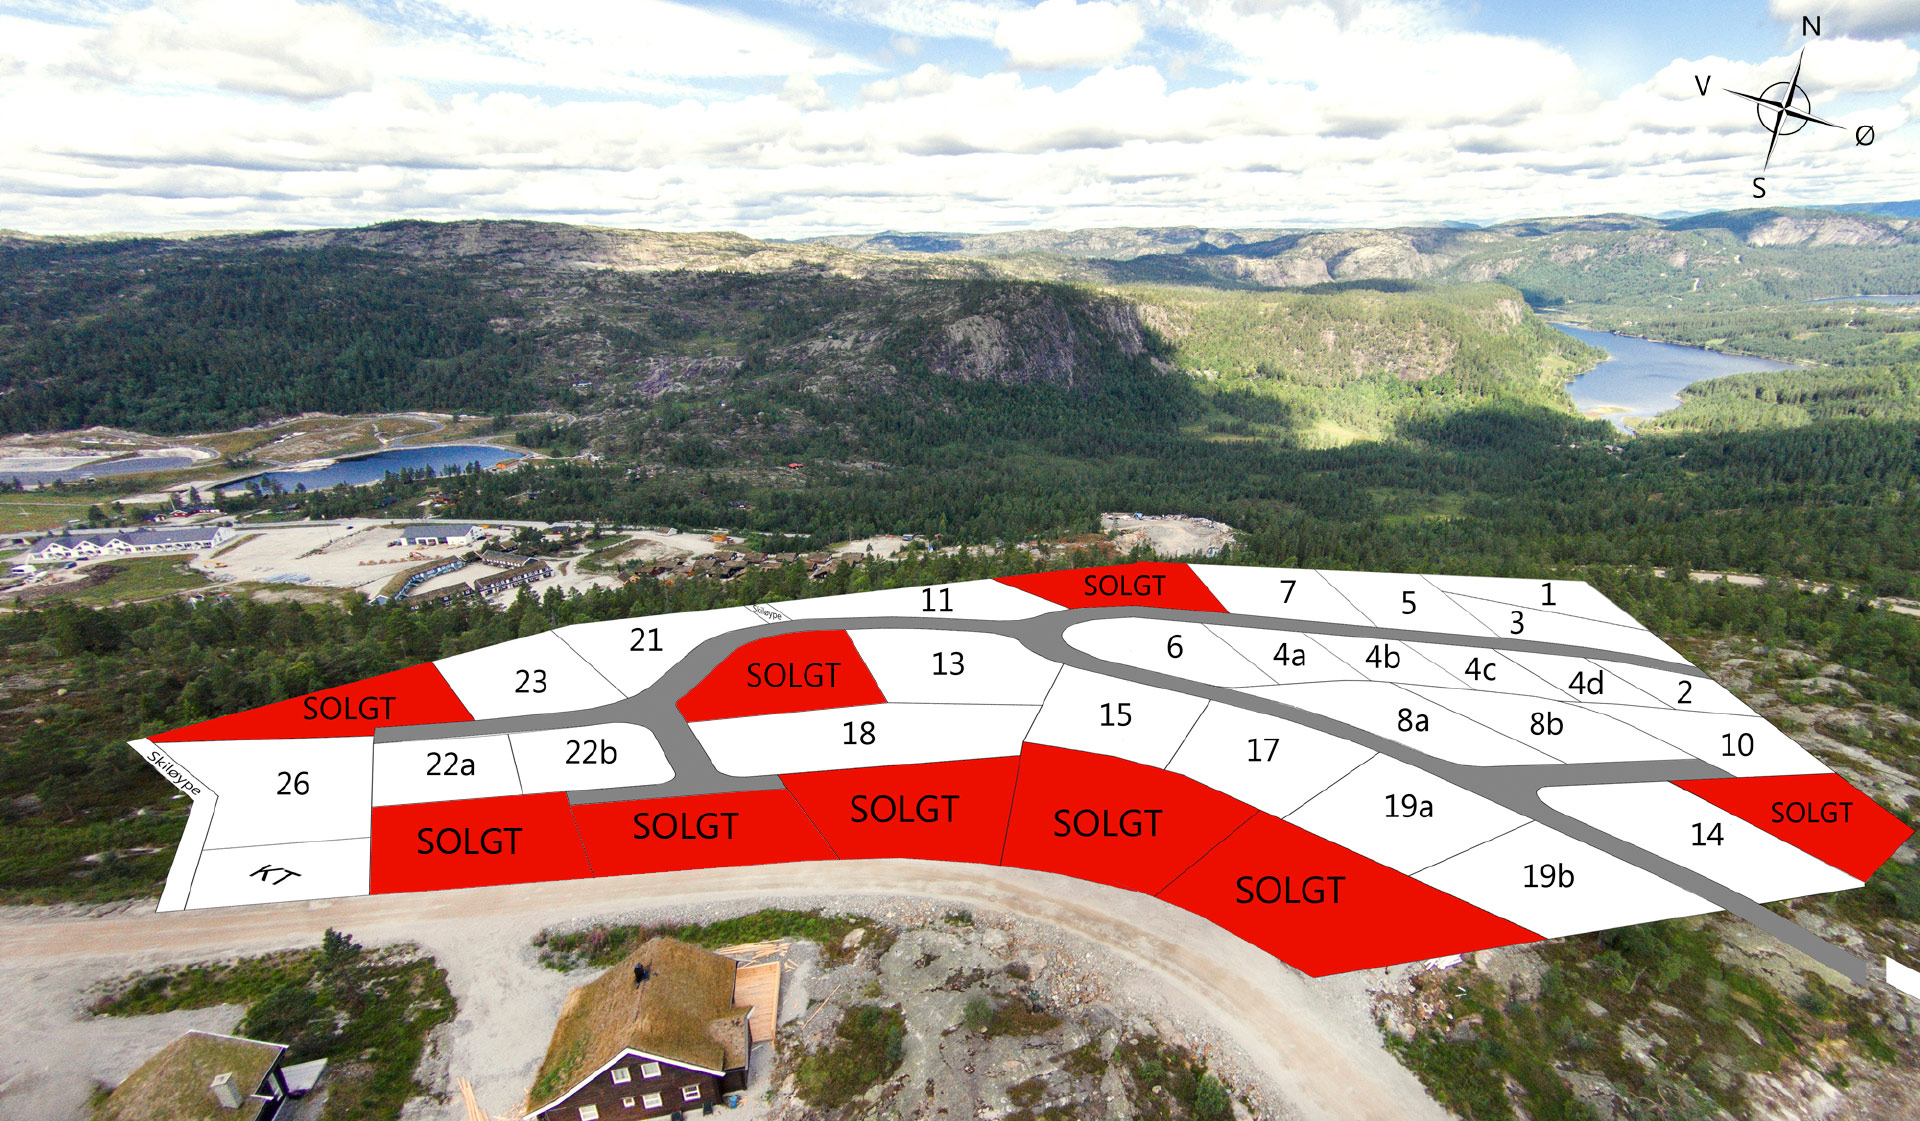 N
V
Ø
S
SOLGT
7
5
1
11
Skiløype
3
21
6
4a
4b
4c
4d
2
23
SOLGT
13
SOLGT
15
8a
8b
18
17
10
22a
22b
26
Skiløype
19a
SOLGT
SOLGT
SOLGT
SOLGT
SOLGT
14
KT
SOLGT
19b